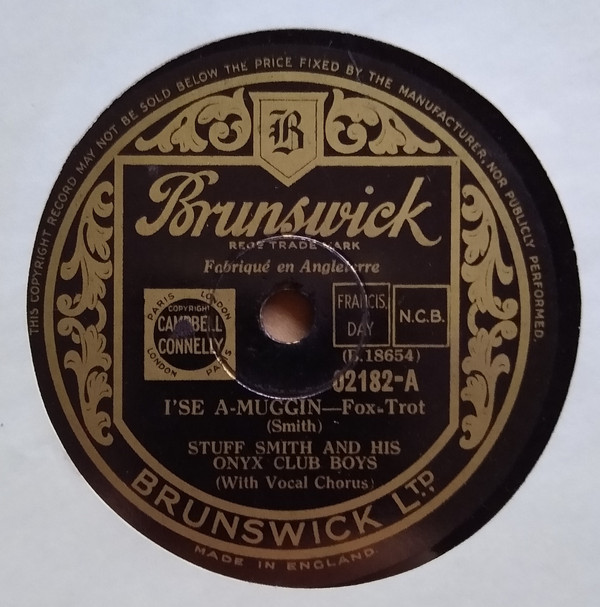 THIS COPYRIGHT RECORD MAY NOT BE SOLD BELOW THE PRICE FIXED BY THE MANUFACTURER, NOR PUBLICLY PERFORMED.
B
Brunswick
REGD TRADE MARK
Fabriqué en Angleterre
PARIS LONDON
COPYRIGHT
CAMPBELL
CONNELLY
LONDON PARIS
FRANCIS,
DAY
N.C.B.
(B.18654)
02182-A
I'SE A-MUGGIN—Fox-Trot
(Smith)
STUFF SMITH AND HIS
ONYX CLUB BOYS
(With Vocal Chorus)
BRUNSWICK LTD.
MADE IN ENGLAND.